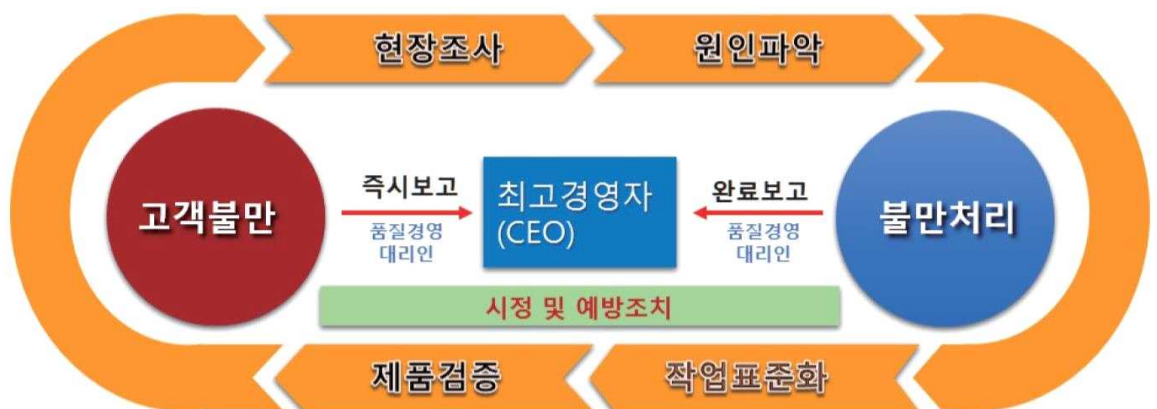 현장조사
원인파악
고객불만
즉시보고
품질경영
대리인
최고경영자
(CEO)
완료보고
품질경영
대리인
불만처리
시정 및 예방조치
제품검증
작업표준화